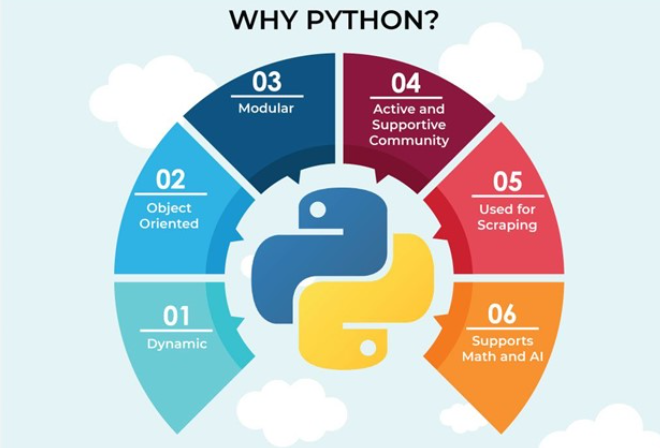 WHY PYTHON?
01
Dynamic
02
Object
Oriented
03
Modular
04
Active and
Supportive
Community
05
Used for
Scraping
06
Supports
Math and AI